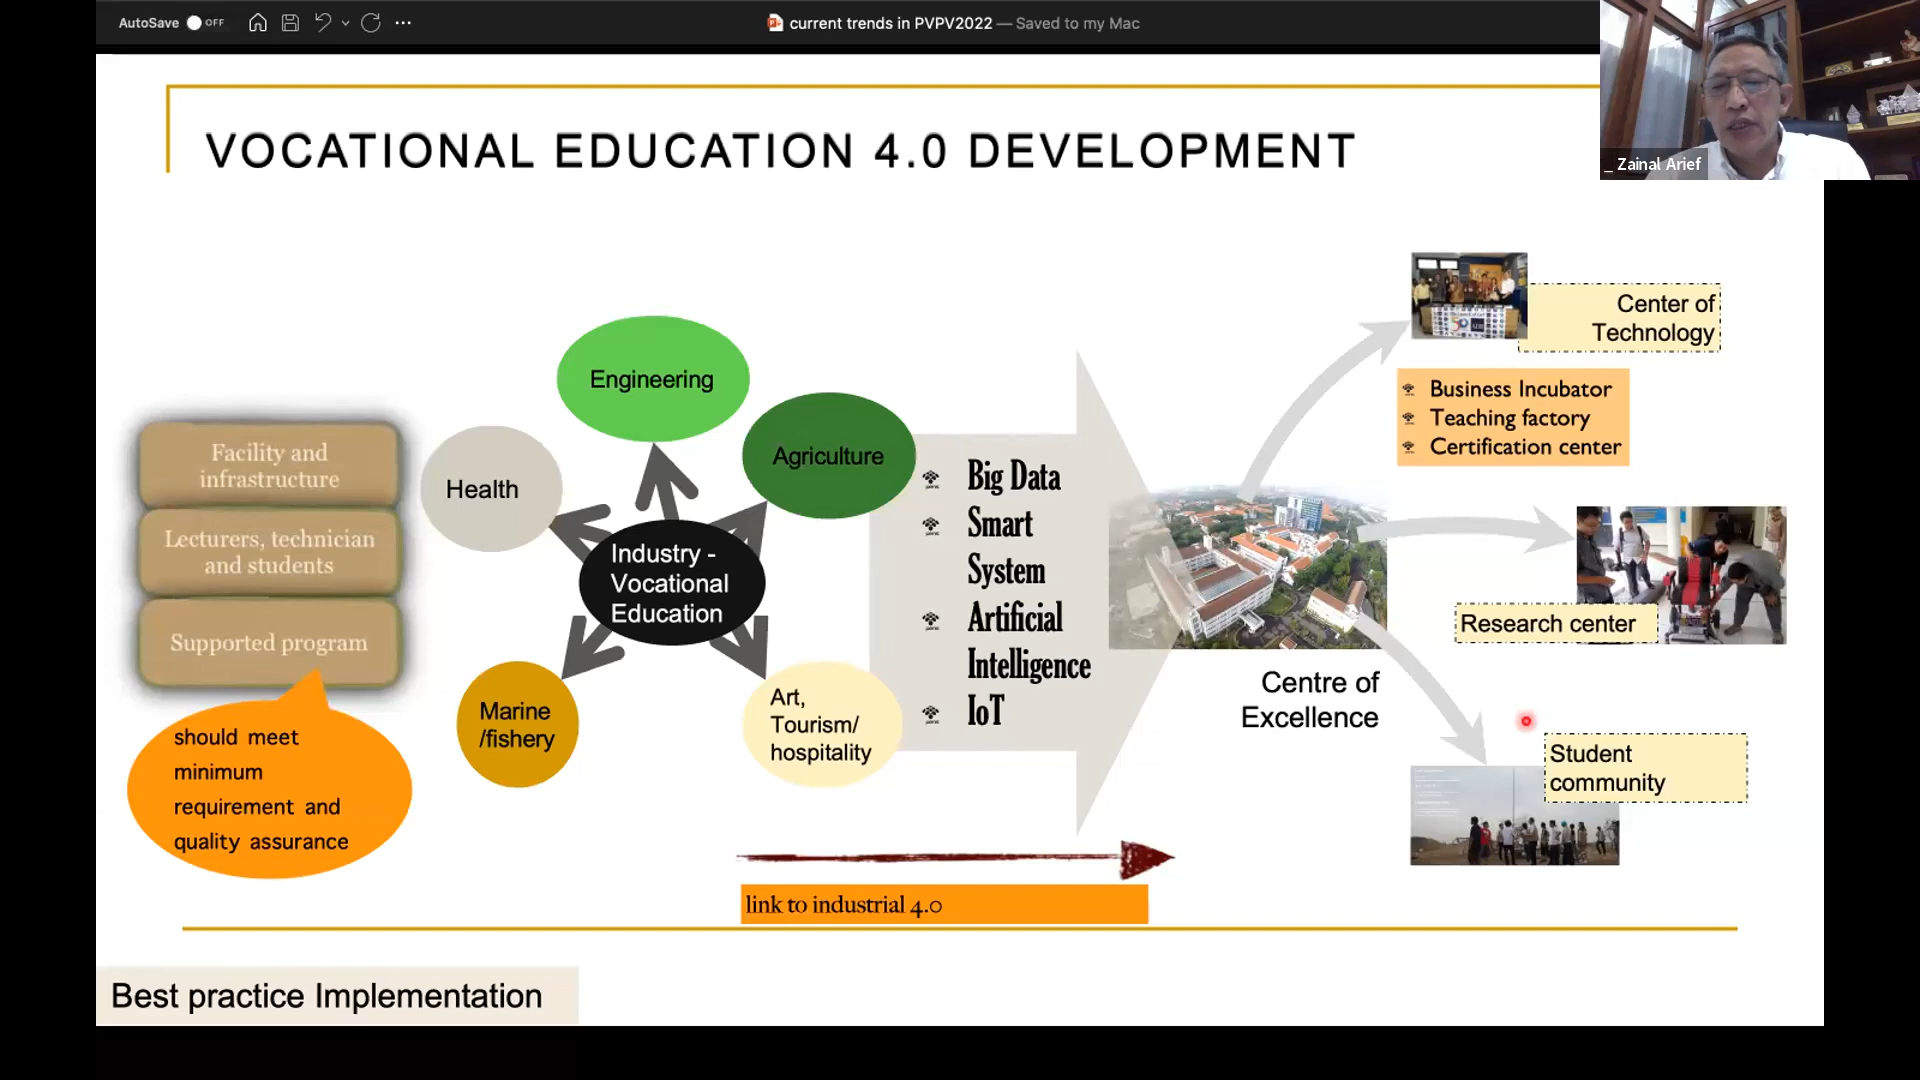 AutoSave OFF
current trends in PVPV2022 — Saved to my Mac
_ Zainal Arief
VOCATIONAL EDUCATION 4.0 DEVELOPMENT
Facility and
infrastructure
Lecturers, technician
and students
Supported program
should meet
minimum
requirement and
quality assurance
Engineering
Health
Agriculture
Industry -
Vocational
Education
Marine
/fishery
Art,
Tourism/
hospitality
Big Data
Smart
System
Artificial
Intelligence
IoT
link to industrial 4.0
Centre of
Excellence
Center of
Technology
Business Incubator
Teaching factory
Certification center
Research center
Student
community
Best practice Implementation